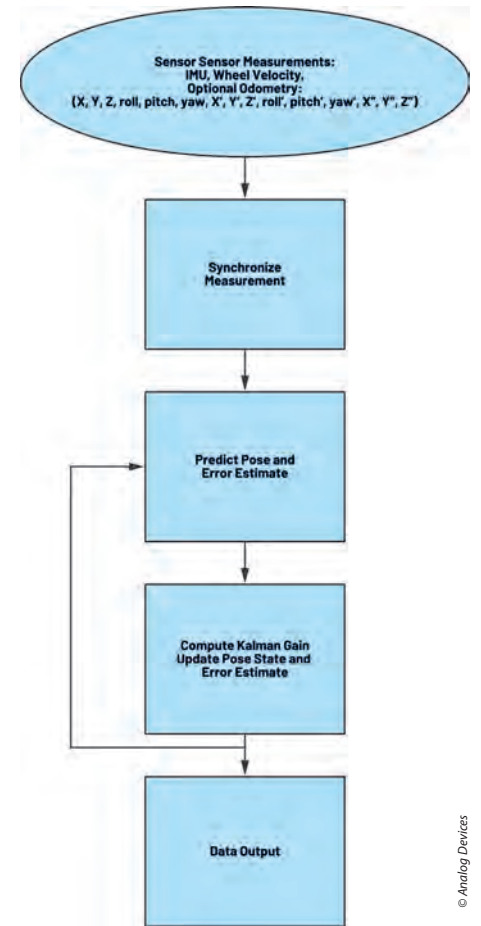 Sensor Sensor Measurements:
IMU, Wheel Velocity,
Optional Odometry:
{X, Y, Z, roll, pitch, yaw, X', Y', Z', roll', pitch', yaw', X", Y", Z"}
Synchronize
Measurement
Predict Pose and
Error Estimate
Compute Kalman Gain
Update Pose State and
Error Estimate
Data Output
© Analog Devices